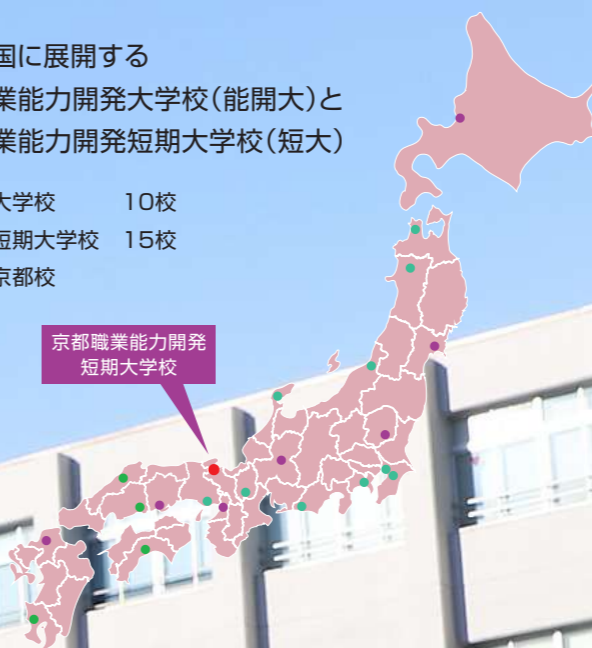 国に展開する
業能力開発大学校（能開大）と
業能力開発短期大学校（短大）
大学校 10校
短期大学校 15校
京都校
京都職業能力開発
短期大学校